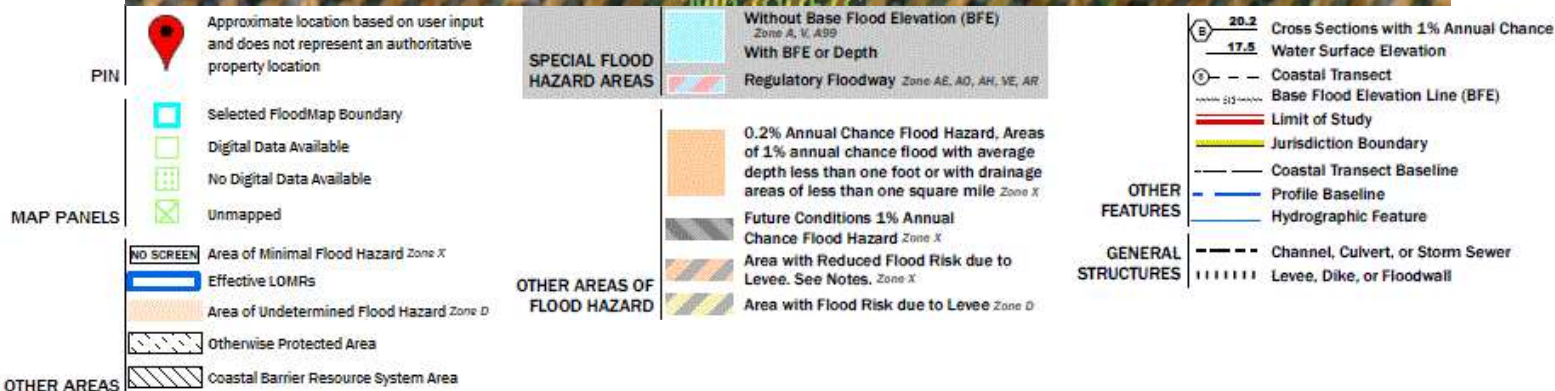 PIN
Approximate location based on user input
and does not represent an authoritative
property location
MAP PANELS
Selected FloodMap Boundary
Digital Data Available
No Digital Data Available
Unmapped
OTHER AREAS
NO SCREEN Area of Minimal Flood Hazard Zone X
Effective LOMRs
Area of Undetermined Flood Hazard Zone D
Otherwise Protected Area
Coastal Barrier Resource System Area
SPECIAL FLOOD
HAZARD AREAS
Without Base Flood Elevation (BFE)
Zone A, V, A99
With BFE or Depth
Regulatory Floodway Zone AE, AO, AH, VE, AR
OTHER AREAS OF
FLOOD HAZARD
0.2% Annual Chance Flood Hazard, Areas
of 1% annual chance flood with average
depth less than one foot or with drainage
areas of less than one square mile Zone X
Future Conditions 1% Annual
Chance Flood Hazard Zone X
Area with Reduced Flood Risk due to
Levee. See Notes. Zone X
Area with Flood Risk due to Levee Zone D
OTHER
FEATURES
20.2 Cross Sections with 1% Annual Chance
17.5 Water Surface Elevation
Coastal Transect
Base Flood Elevation Line (BFE)
Limit of Study
Jurisdiction Boundary
Coastal Transect Baseline
Profile Baseline
Hydrographic Feature
GENERAL
STRUCTURES
Channel, Culvert, or Storm Sewer
Levee, Dike, or Floodwall